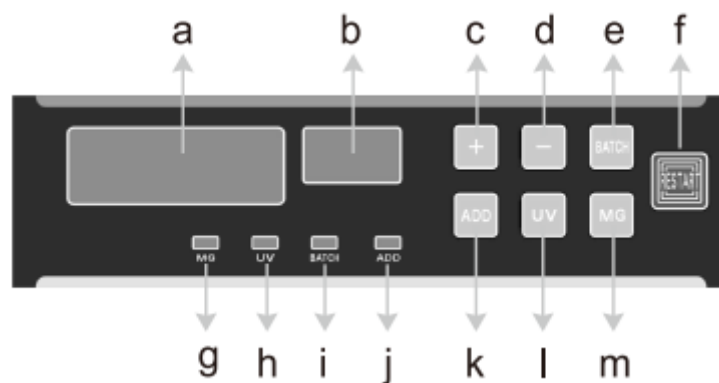 a b c d e f
+ - BATCH RESTART
ADD UV MG
MG UV BATCH ADD
g h i j k l m